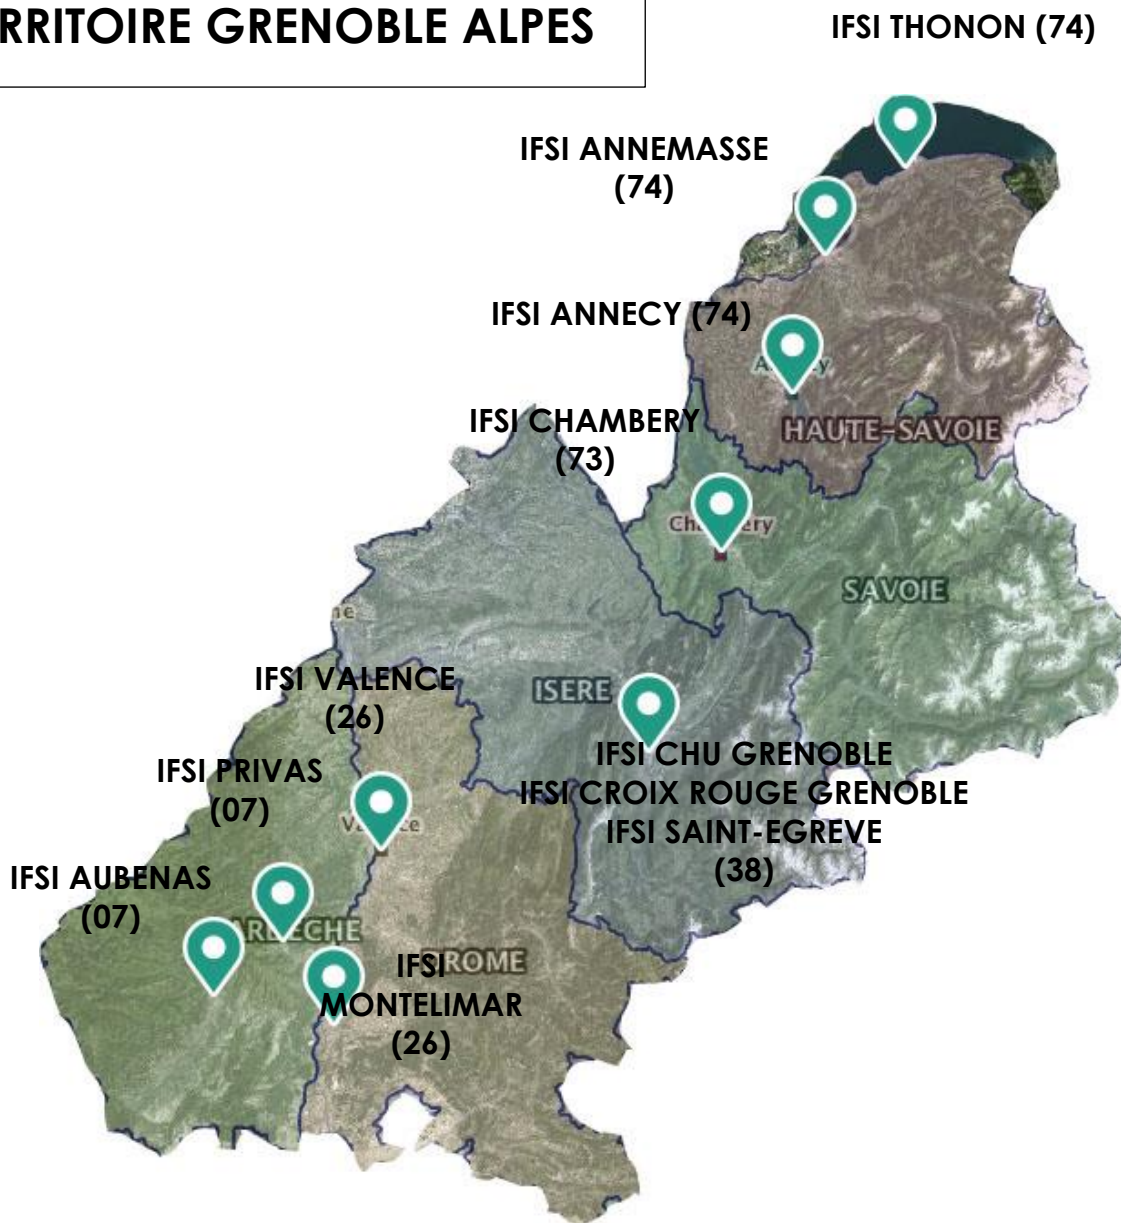 RRITOIRE GRENOBLE ALPES
IFSI THONON (74)
IFSI ANNEMASSE
(74)
IFSI ANNECY (74)
HAUTE-SAVOIE
IFSI CHAMBERY
(73)
SAVOIE
IFSI VALENCE
(26)
ISERE
IFSI CHU GRENOBLE
IFSI CROIX ROUGE GRENOBLE
IFSI SAINT-EGREVE
(38)
IFSI PRIVAS
(07)
IFSI AUBENAS
(07)
ARDECHE
DROME
IFSI
MONTELIMAR
(26)